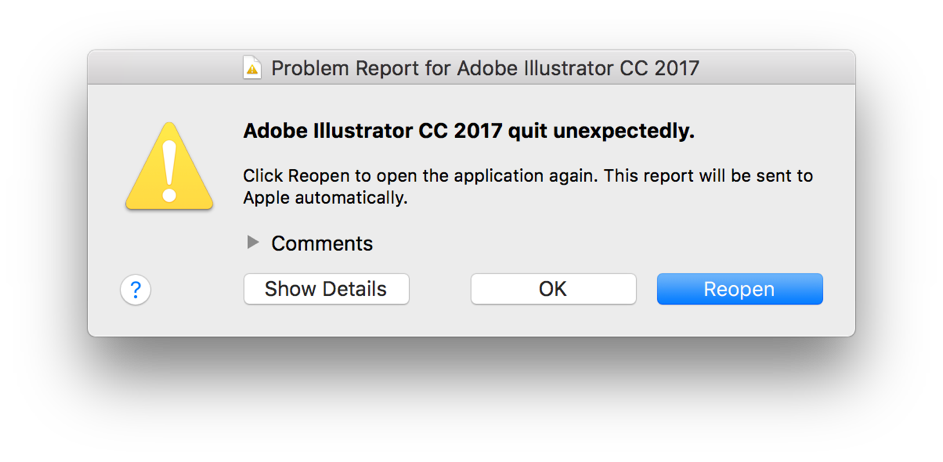 Problem Report for Adobe Illustrator CC 2017
Adobe Illustrator CC 2017 quit unexpectedly.
Click Reopen to open the application again. This report will be sent to
Apple automatically.
Comments
?
Show Details
OK
Reopen